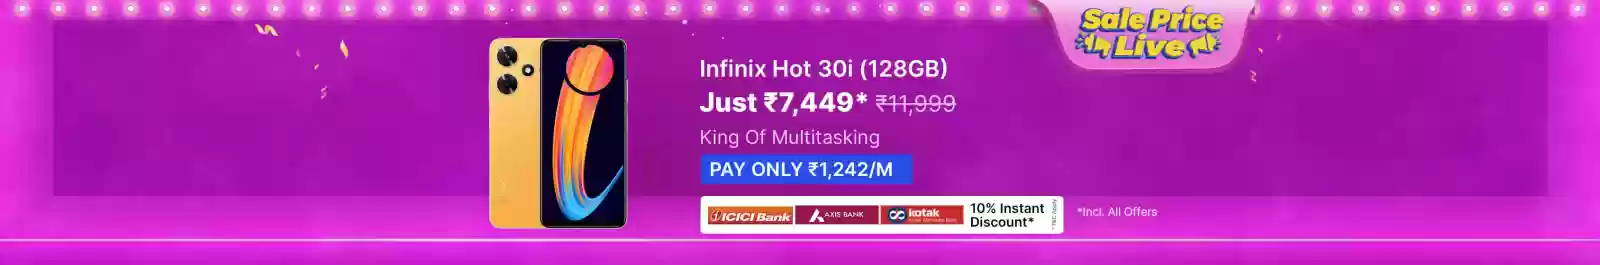 Sale Price
Live
Infinix Hot 30i (128GB)
Just ₹7,449* ₹11,999
King Of Multitasking
PAY ONLY ₹1,242/M
ICICI Bank
AXIS BANK
kotak
10% Instant
Discount*
*T&C Apply
*Incl. All Offers